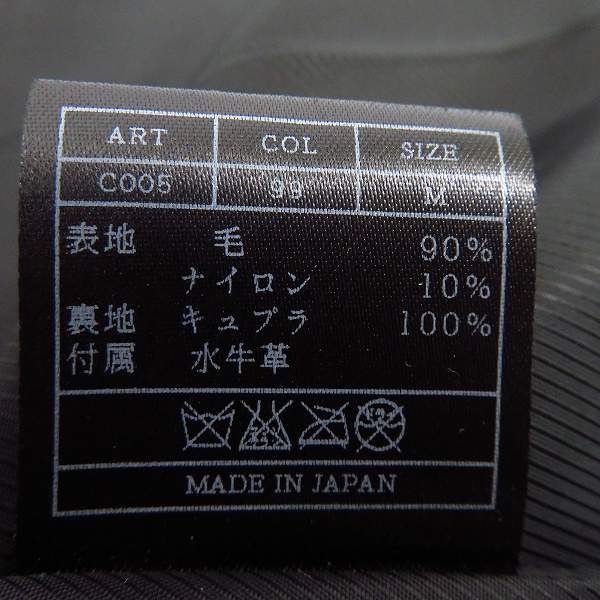 ART COL SIZE
C005 99 M
表地 毛 90%
ナイロン 10%
裏地 キュプラ 100%
付属 水牛革
MADE IN JAPAN